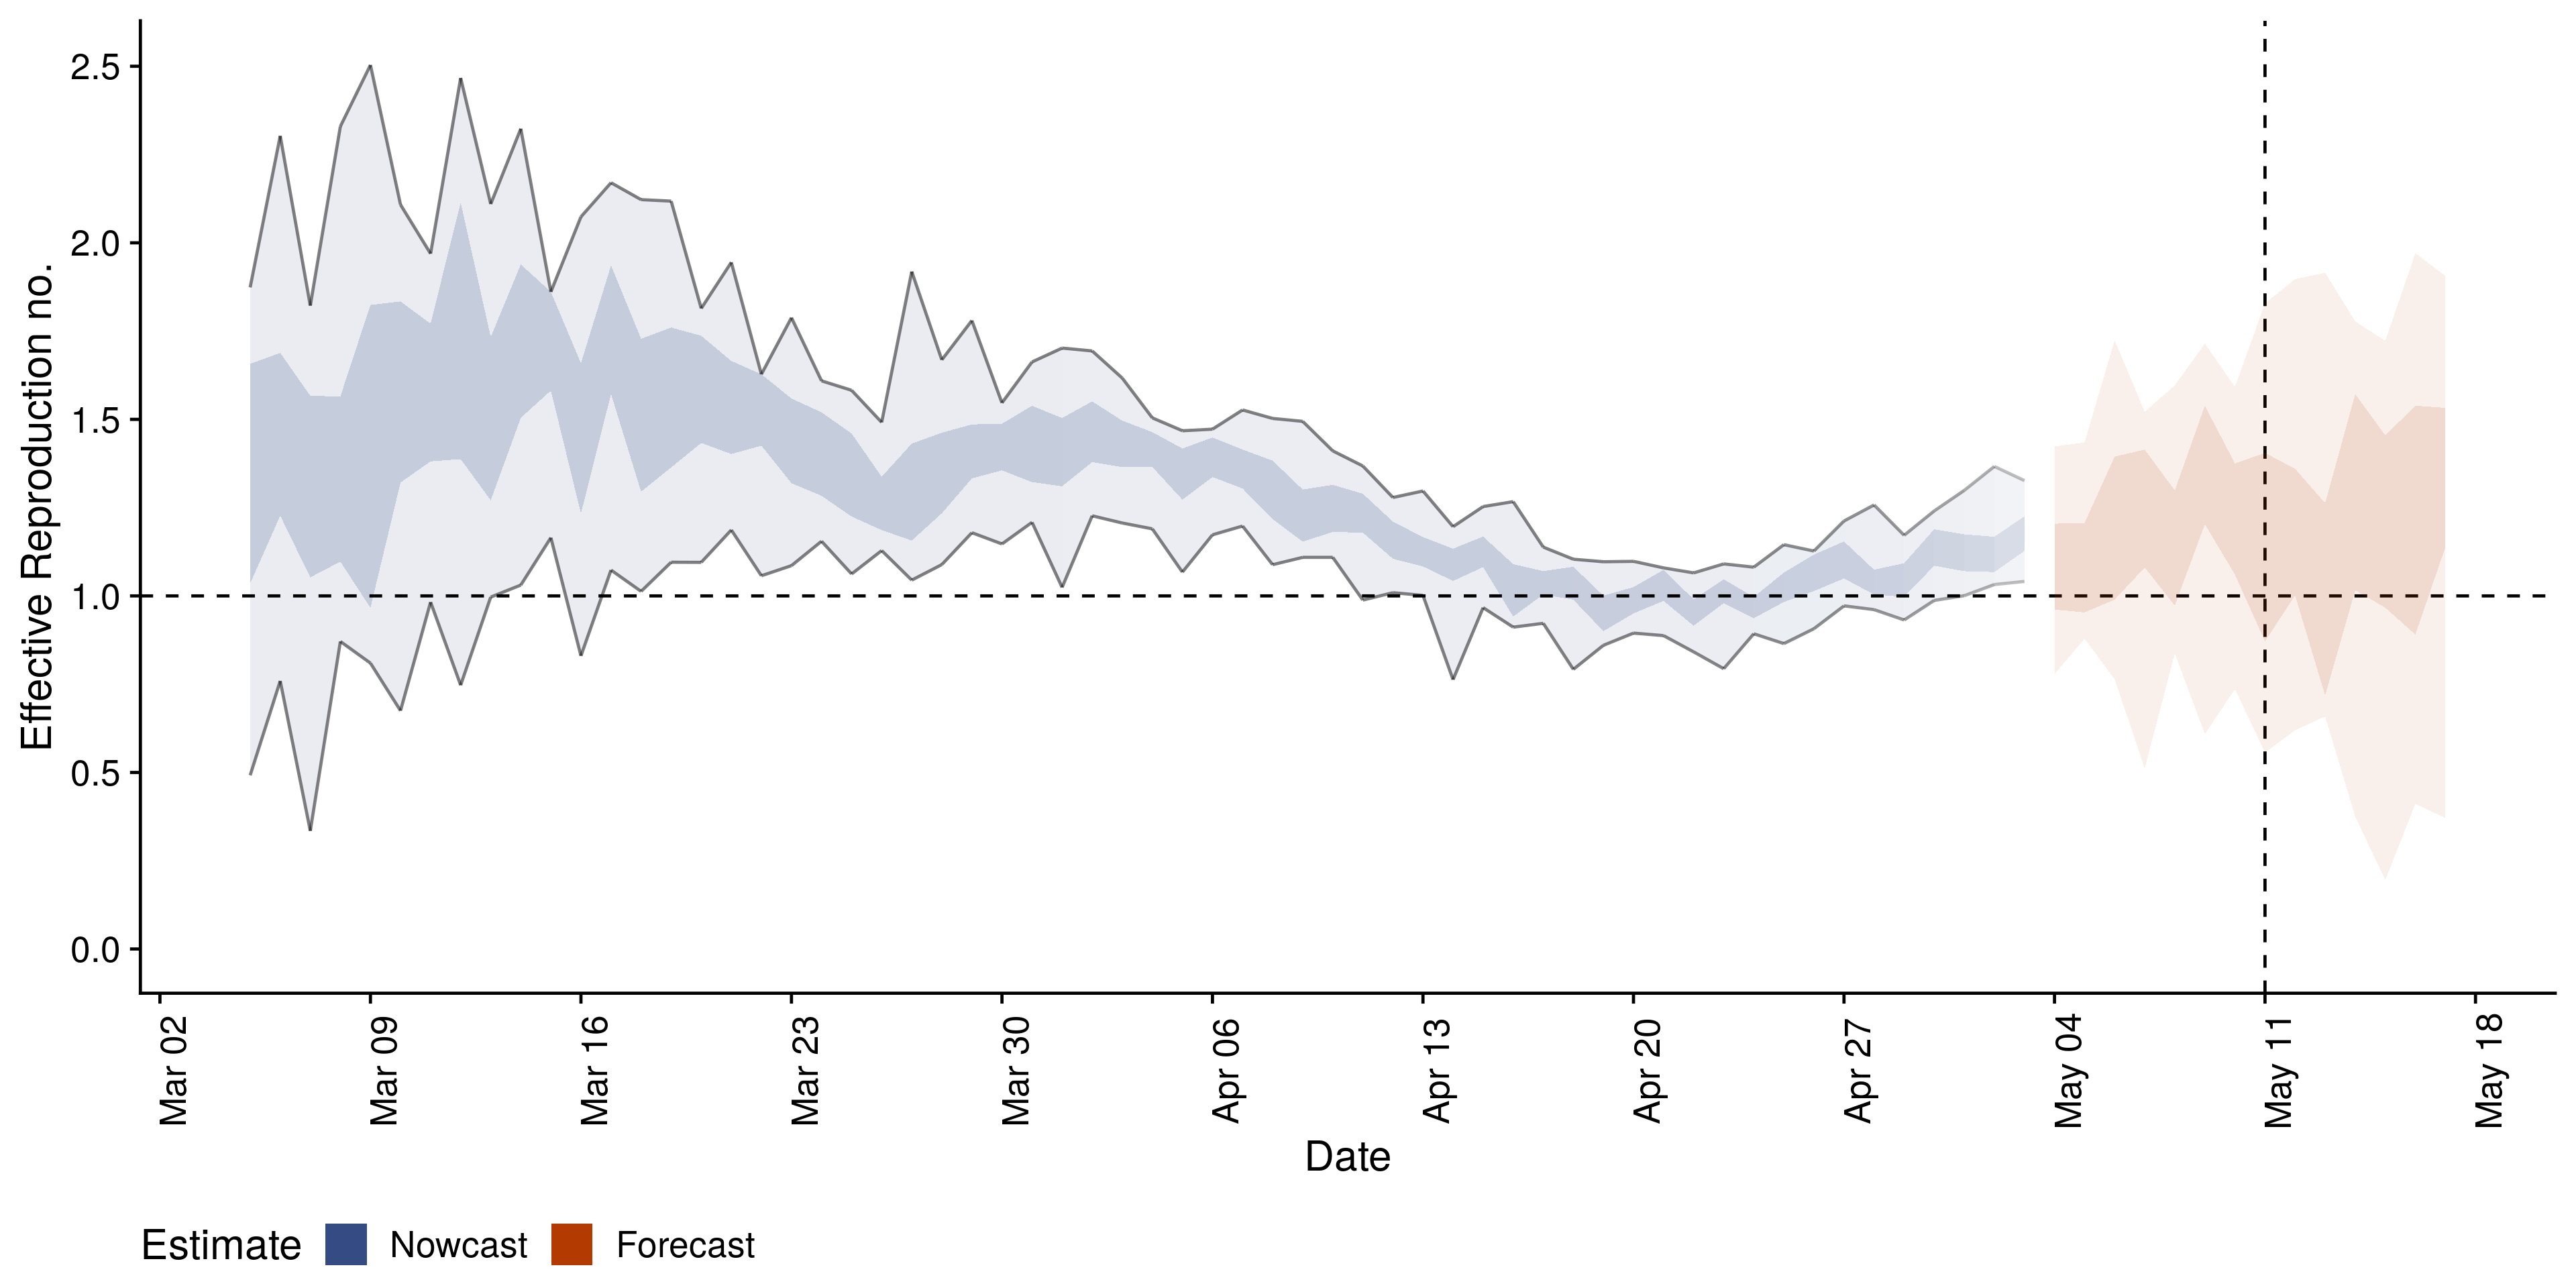 Effective Reproduction no.
2.5
2.0
1.5
1.0
0.5
0.0
Mar 02
Mar 09
Mar 16
Mar 23
Mar 30
Apr 06
Apr 13
Apr 20
Apr 27
May 04
May 11
May 18
Date
Estimate Nowcast Forecast